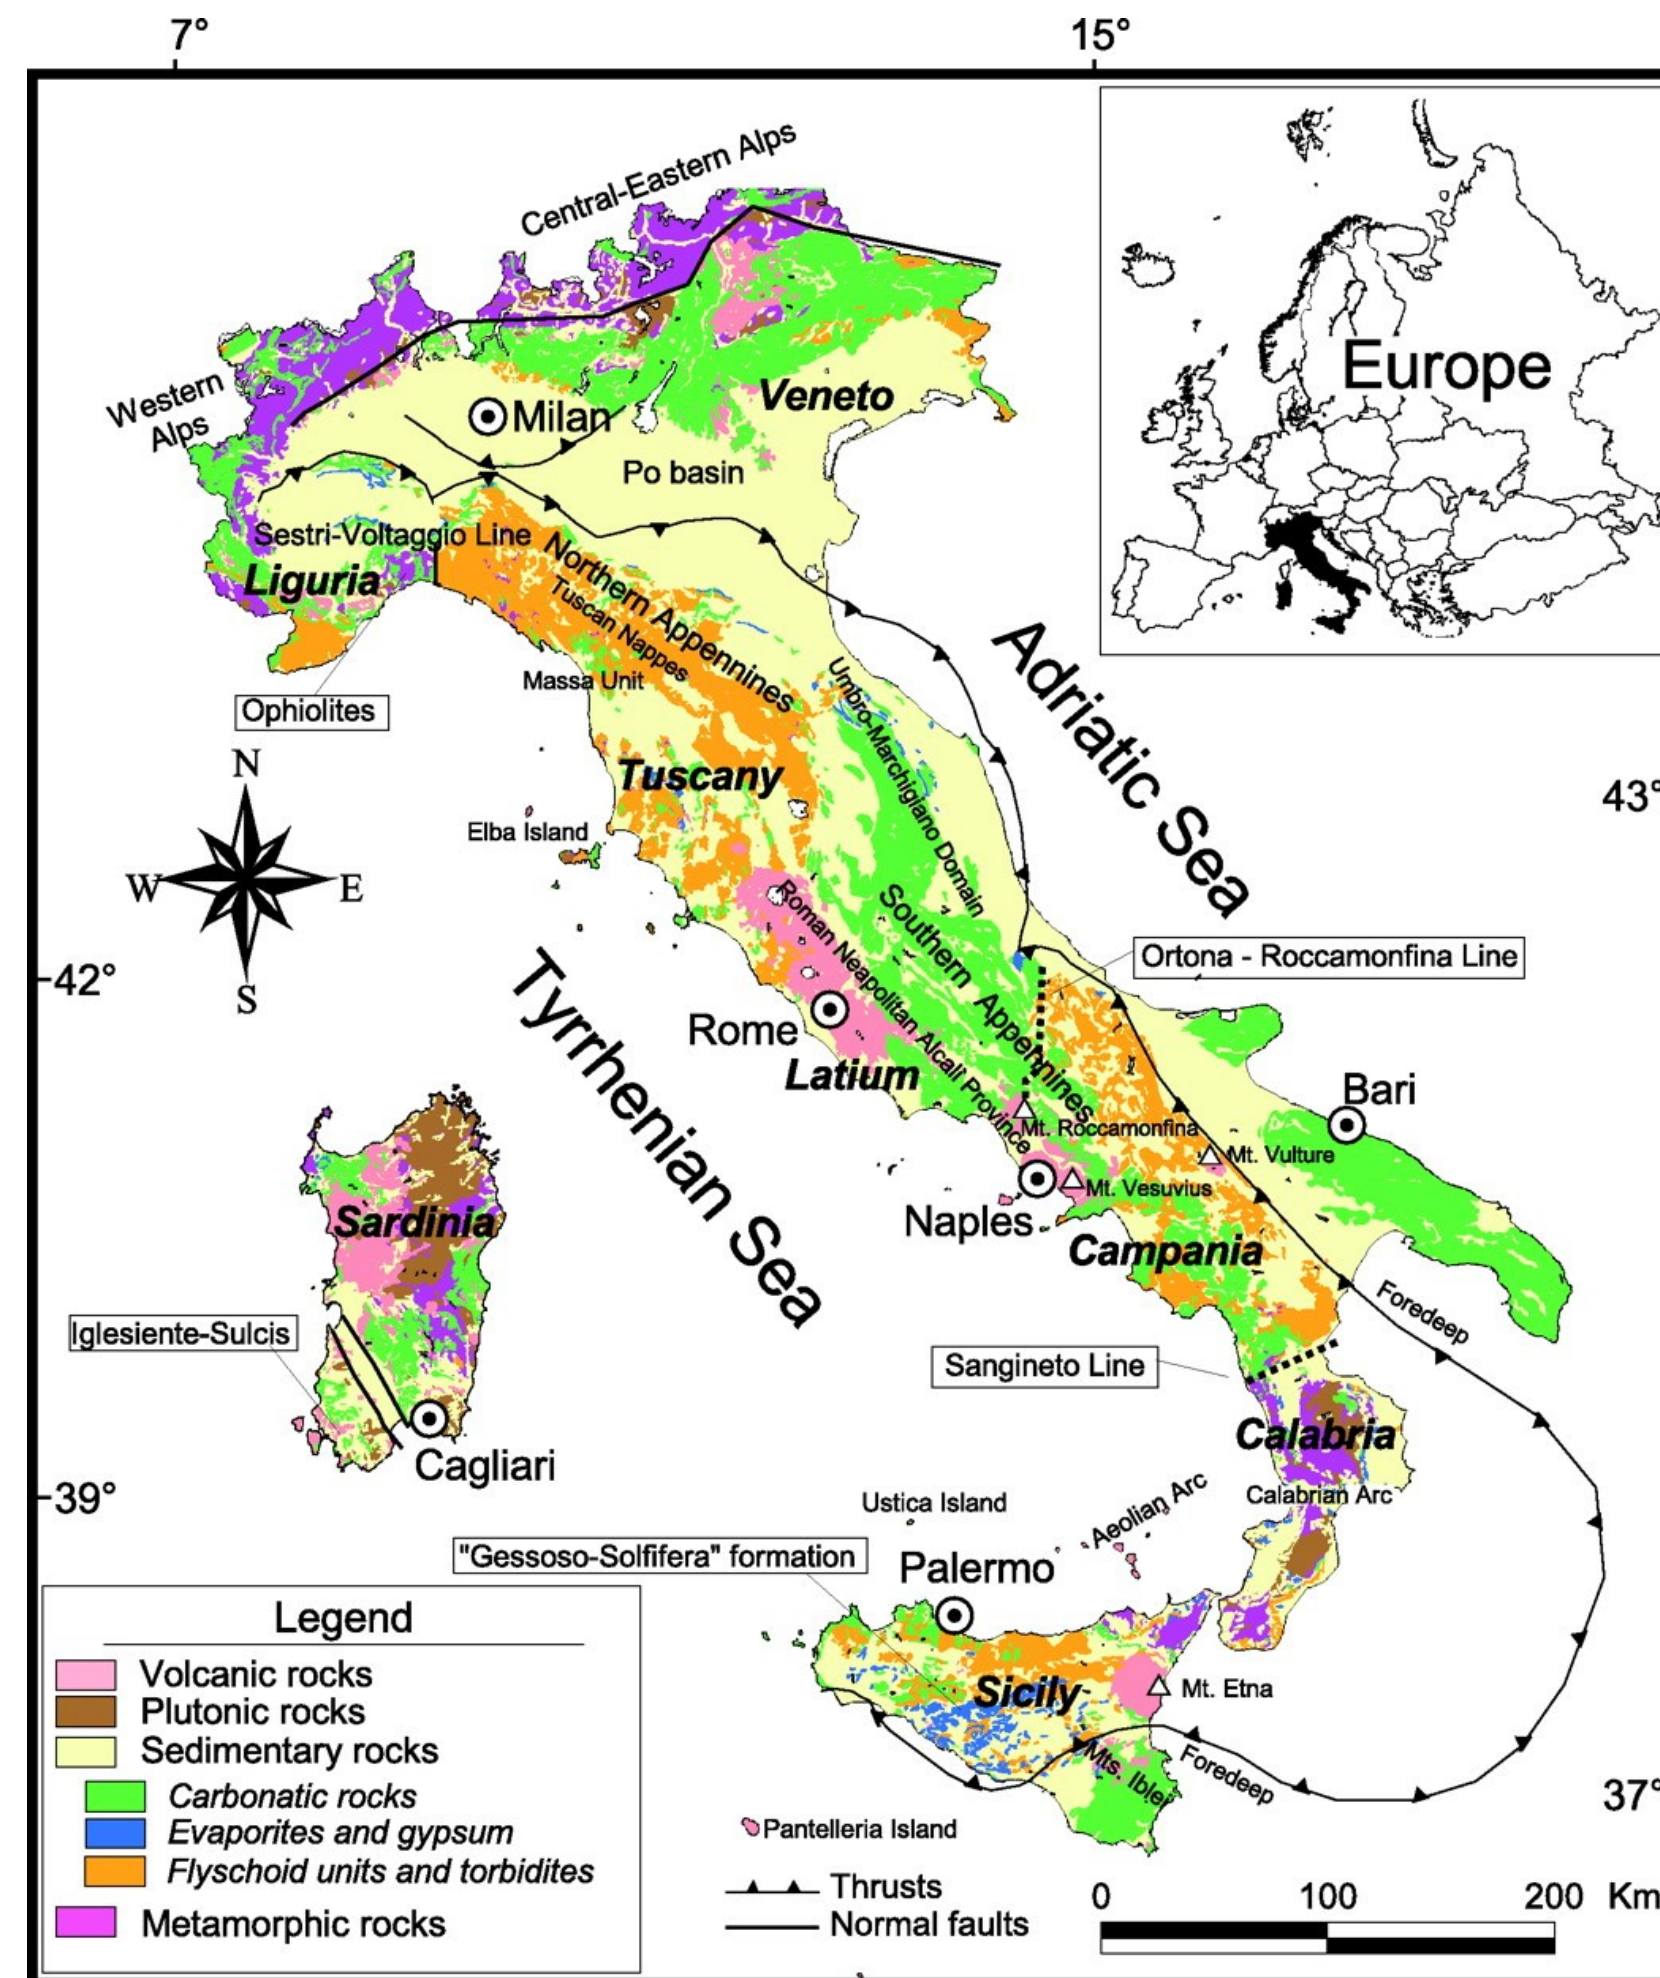 7°
15°
Central-Eastern Alps
Europe
Western
Alps
Veneto
Milan
Po basin
Sestri-Voltaggio Line
Liguria
Northern Appennines
Tuscan Nappes
Massa Unit
Adriatic Sea
Umbro-Marchigiano Domain
Ophiolites
N
W
E
S
Tuscany
43°
Elba Island
Southern Appennines
Roman Neapolitan Alcali Province
Ortona - Roccamonfina Line
42°
Rome
Tyrrhenian Sea
Latium
Bari
Mt. Roccamonfina
Mt. Vulture
Mt. Vesuvius
Naples
Campania
Sardinia
Foredeep
Iglesiente-Sulcis
Sangineto Line
Calabria
Cagliari
39°
Calabrian Arc
Ustica Island
Aeolian Arc
"Gessoso-Solfifera" formation
Palermo
Sicily
Mt. Etna
Mts. Iblei
Foredeep
37°
Pantelleria Island
Legend
Volcanic rocks
Plutonic rocks
Sedimentary rocks
Carbonatic rocks
Evaporites and gypsum
Flyschoid units and torbidites
Metamorphic rocks
Thrusts
Normal faults
0 100 200 Km